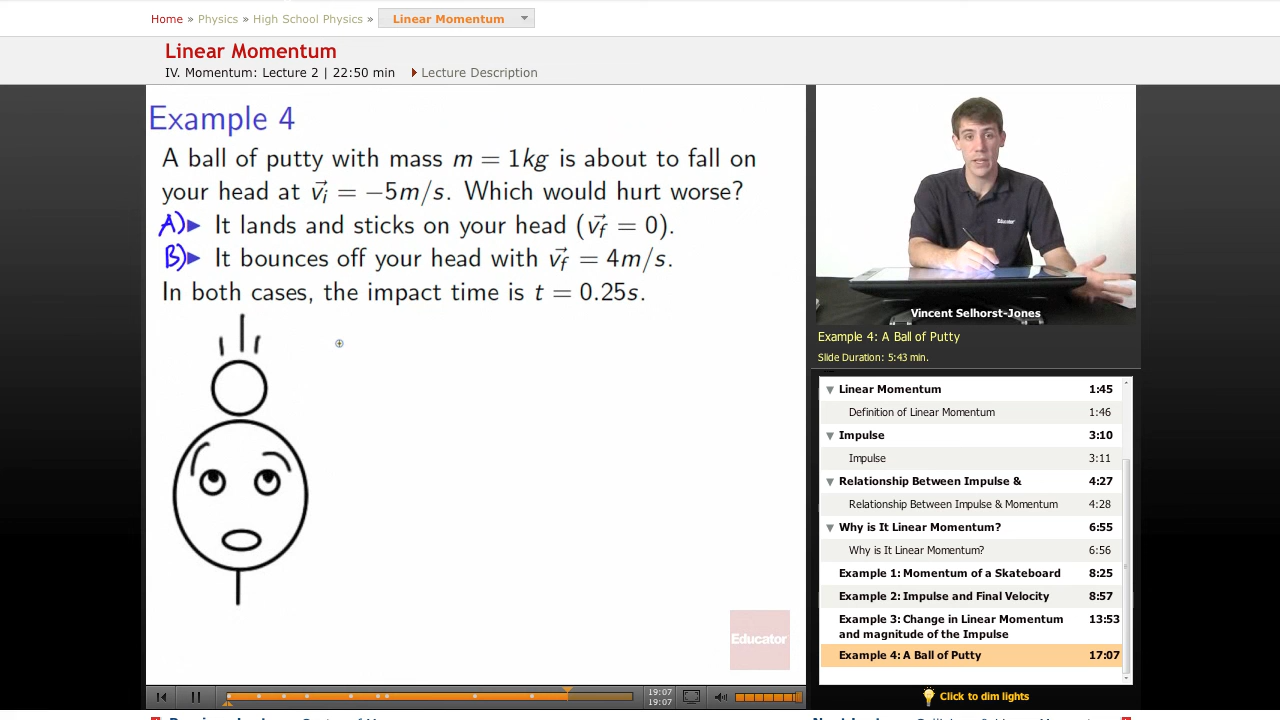 Home » Physics » High School Physics » Linear Momentum
Linear Momentum
IV. Momentum: Lecture 2 | 22:50 min Lecture Description
Example 4
A ball of putty with mass m = 1kg is about to fall on
your head at v⃗ᵢ = −5m/s. Which would hurt worse?
A)▶ It lands and sticks on your head (v⃗_f = 0).
B)▶ It bounces off your head with v⃗_f = 4m/s.
In both cases, the impact time is t = 0.25s.
Educator
19:07
19:07
Educator
Vincent Selhorst-Jones
Example 4: A Ball of Putty
Slide Duration: 5:43 min.
Linear Momentum 1:45
Definition of Linear Momentum 1:46
Impulse 3:10
Impulse 3:11
Relationship Between Impulse & 4:27
Relationship Between Impulse & Momentum 4:28
Why is It Linear Momentum? 6:55
Why is It Linear Momentum? 6:56
Example 1: Momentum of a Skateboard 8:25
Example 2: Impulse and Final Velocity 8:57
Example 3: Change in Linear Momentum 13:53
and magnitude of the Impulse
Example 4: A Ball of Putty 17:07
Click to dim lights